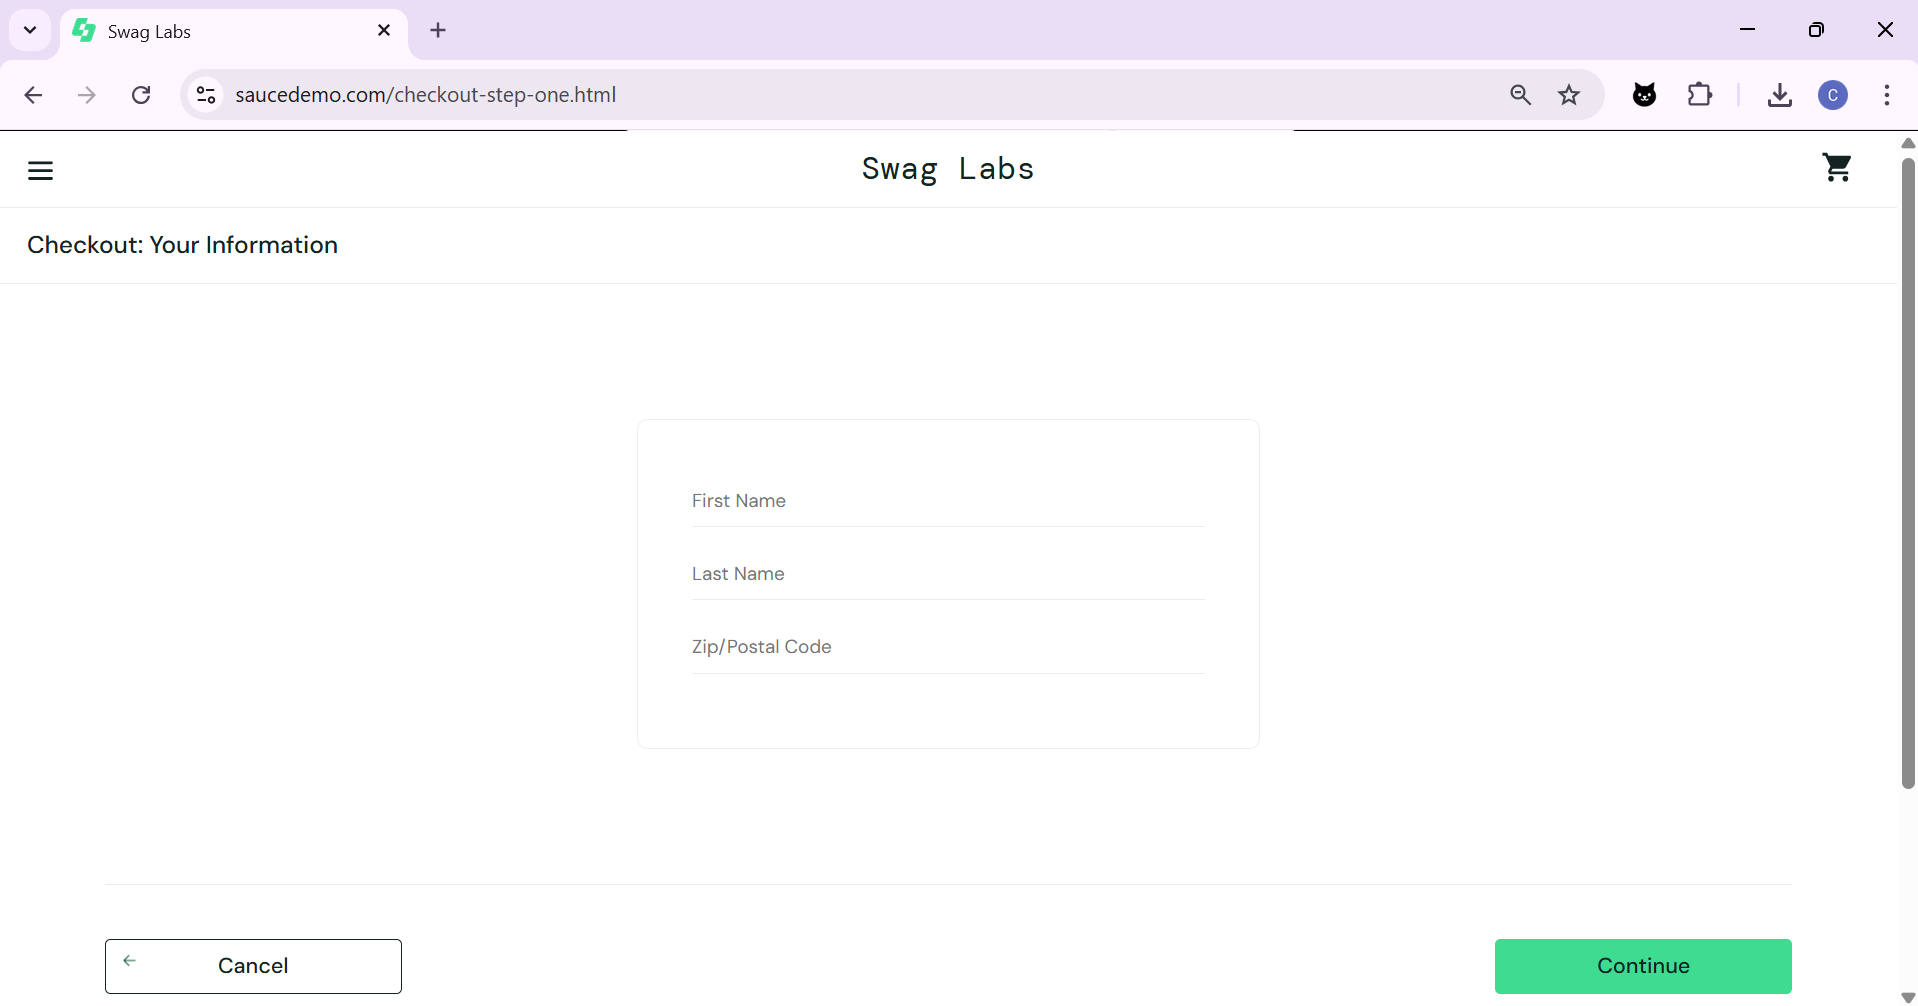 Swag Labs
saucedemo.com/checkout-step-one.html
C
Swag Labs
Checkout: Your Information
First Name
Last Name
Zip/Postal Code
Cancel
Continue